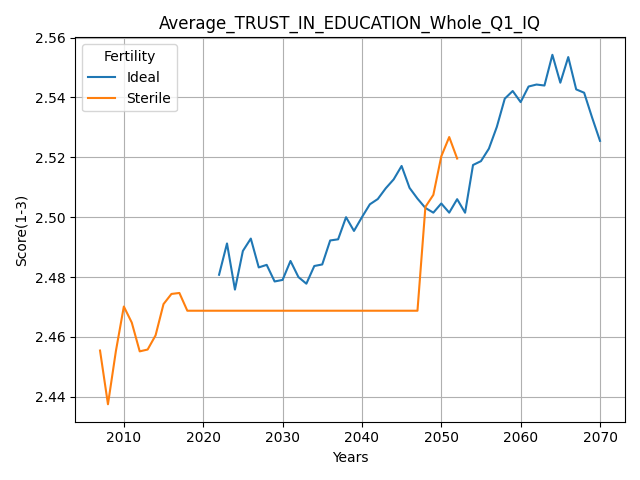 Average_TRUST_IN_EDUCATION_Whole_Q1_IQ
Fertility
Ideal
Sterile
Score(1-3)
2.56
2.54
2.52
2.50
2.48
2.46
2.44
2010 2020 2030 2040 2050 2060 2070
Years